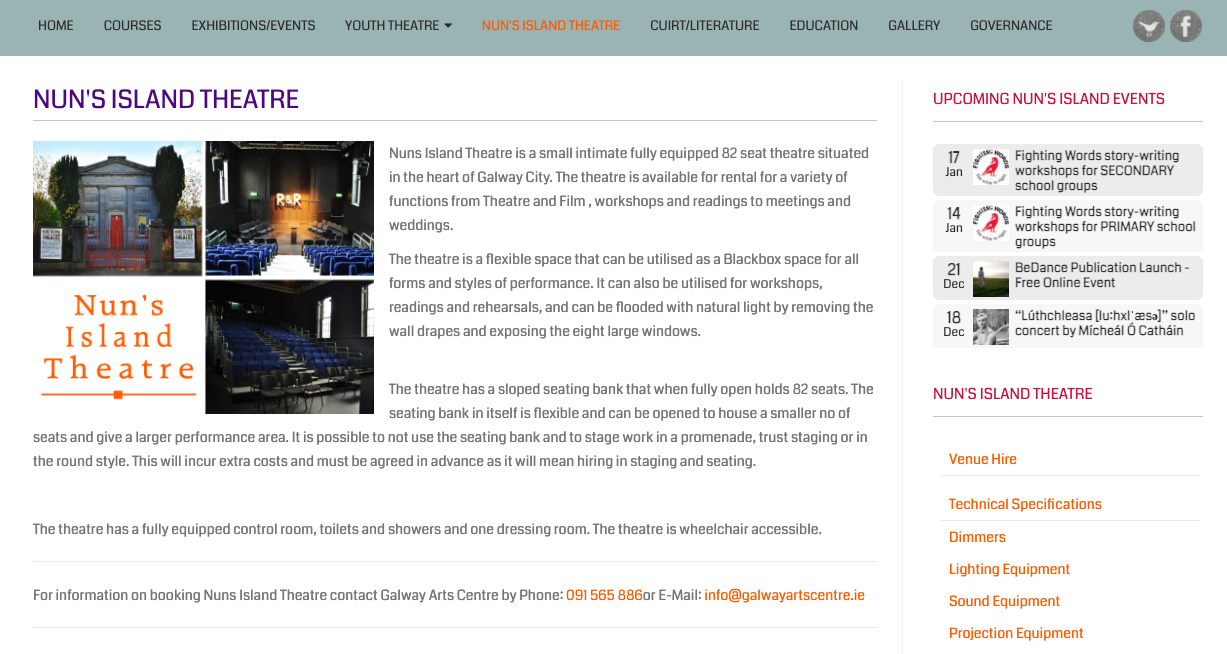 HOME COURSES EXHIBITIONS/EVENTS YOUTH THEATRE NUN'S ISLAND THEATRE CUIRT/LITERATURE EDUCATION GALLERY GOVERNANCE
NUN'S ISLAND THEATRE
R&R
Nun's
Island
Theatre
Nuns Island Theatre is a small intimate fully equipped 82 seat theatre situated
in the heart of Galway City. The theatre is available for rental for a variety of
functions from Theatre and Film , workshops and readings to meetings and
weddings.
The theatre is a flexible space that can be utilised as a Blackbox space for all
forms and styles of performance. It can also be utilised for workshops,
readings and rehearsals, and can be flooded with natural light by removing the
wall drapes and exposing the eight large windows.
The theatre has a sloped seating bank that when fully open holds 82 seats. The
seating bank in itself is flexible and can be opened to house a smaller no of
seats and give a larger performance area. It is possible to not use the seating bank and to stage work in a promenade, trust staging or in
the round style. This will incur extra costs and must be agreed in advance as it will mean hiring in staging and seating.
The theatre has a fully equipped control room, toilets and showers and one dressing room. The theatre is wheelchair accessible.
For information on booking Nuns Island Theatre contact Galway Arts Centre by Phone: 091 565 886or E-Mail: info@galwayartscentre.ie
UPCOMING NUN'S ISLAND EVENTS
17
Jan
FIGHTING WORDS
Fighting Words story-writing
workshops for SECONDARY
school groups
14
Jan
FIGHTING WORDS
Fighting Words story-writing
workshops for PRIMARY school
groups
21
Dec
BeDance Publication Launch -
Free Online Event
18
Dec
“Lúthchleasa [luːhxlˈæsə]” solo
concert by Mícheál Ó Catháin
NUN'S ISLAND THEATRE
Venue Hire
Technical Specifications
Dimmers
Lighting Equipment
Sound Equipment
Projection Equipment